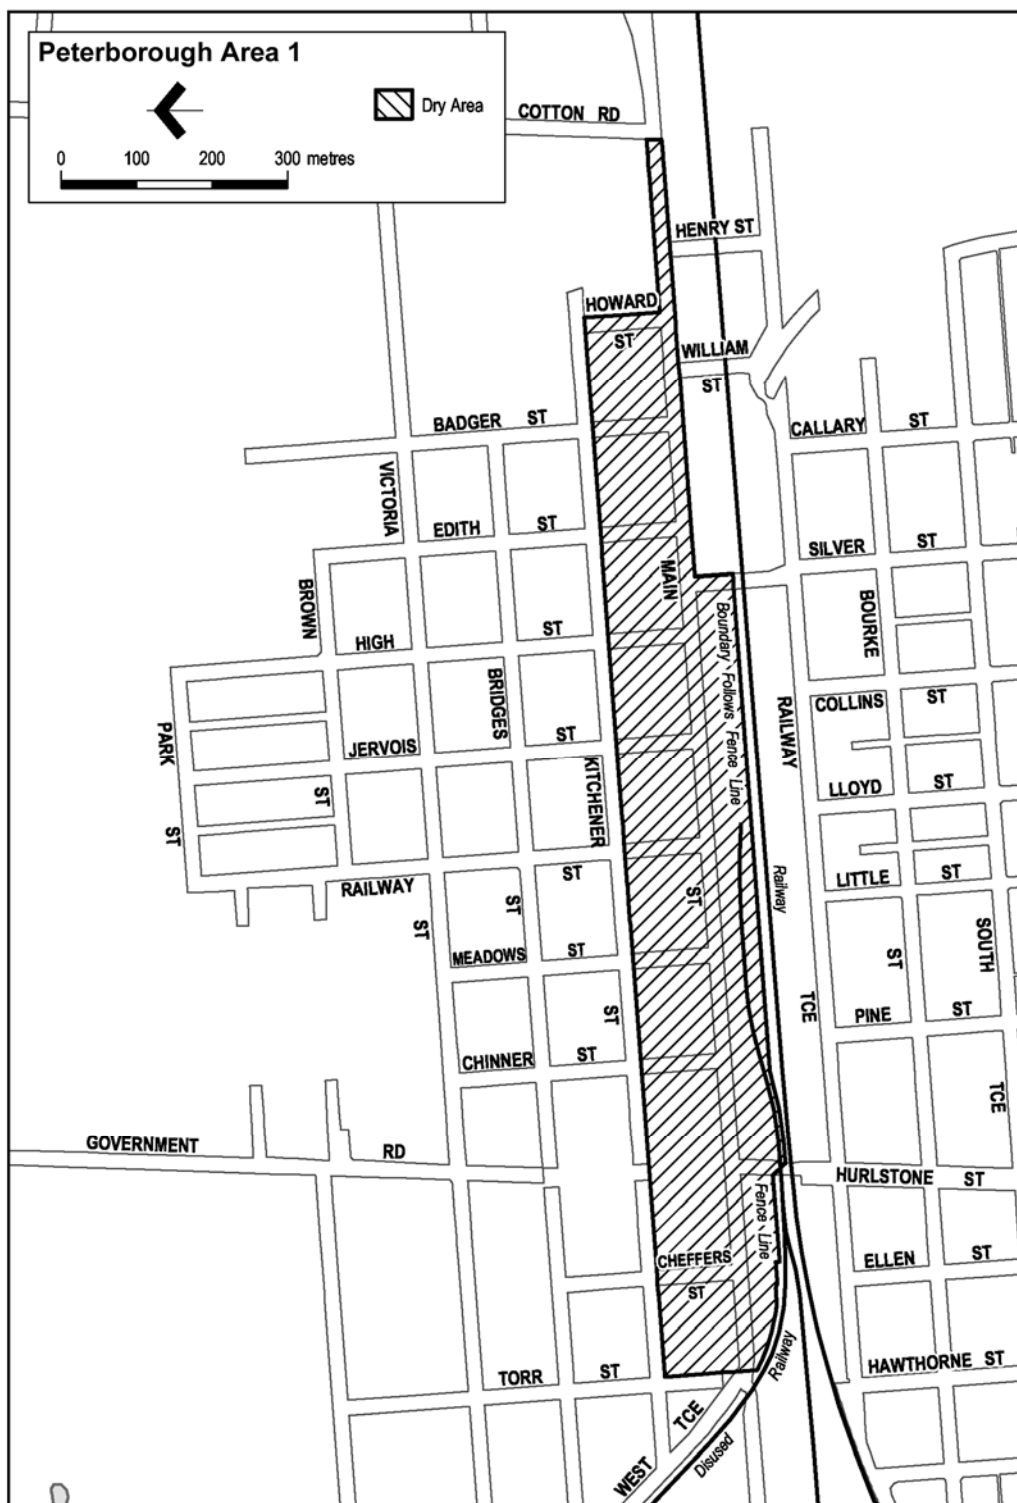 Peterborough Area 1
Dry Area
0 100 200 300 metres
COTTON RD
HENRY ST
HOWARD
ST
WILLIAM
ST
BADGER ST
CALLARY ST
VICTORIA
EDITH ST
SILVER ST
MAIN
BROWN
BOURKE
HIGH ST
Boundary Follows Fence Line
BRIDGES
COLLINS ST
RAILWAY
PARK
JERVOIS ST
KITCHENER
LLOYD ST
ST
ST
RAILWAY ST
Railway
LITTLE ST
ST
ST
ST
SOUTH
MEADOWS ST
ST
ST
TCE
PINE ST
CHINNER ST
TCE
GOVERNMENT RD
HURLSTONE ST
Fence Line
CHEFFERS
ST
ELLEN ST
Railway
HAWTHORNE ST
TORR ST
TCE
WEST
Disused